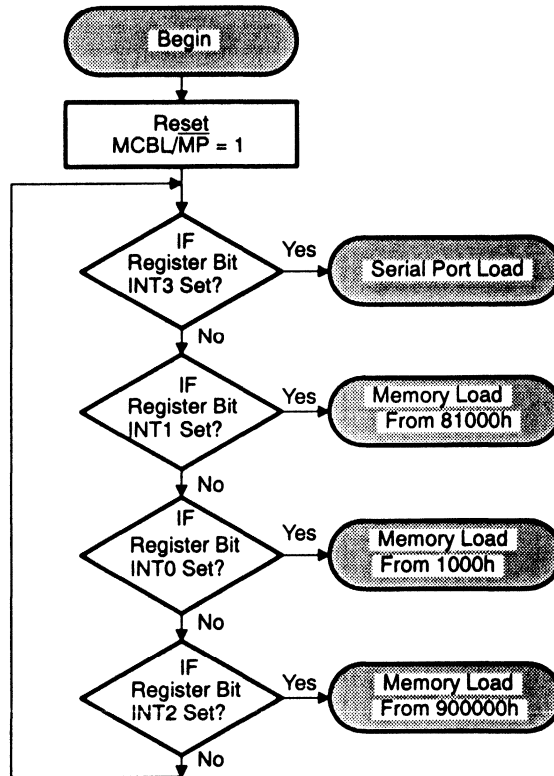 Begin
Reset
MCBL/MP = 1
IF
Register Bit
INT3 Set?
Yes
Serial Port Load
No
IF
Register Bit
INT1 Set?
Yes
Memory Load
From 81000h
No
IF
Register Bit
INT0 Set?
Yes
Memory Load
From 1000h
No
IF
Register Bit
INT2 Set?
Yes
Memory Load
From 900000h
No